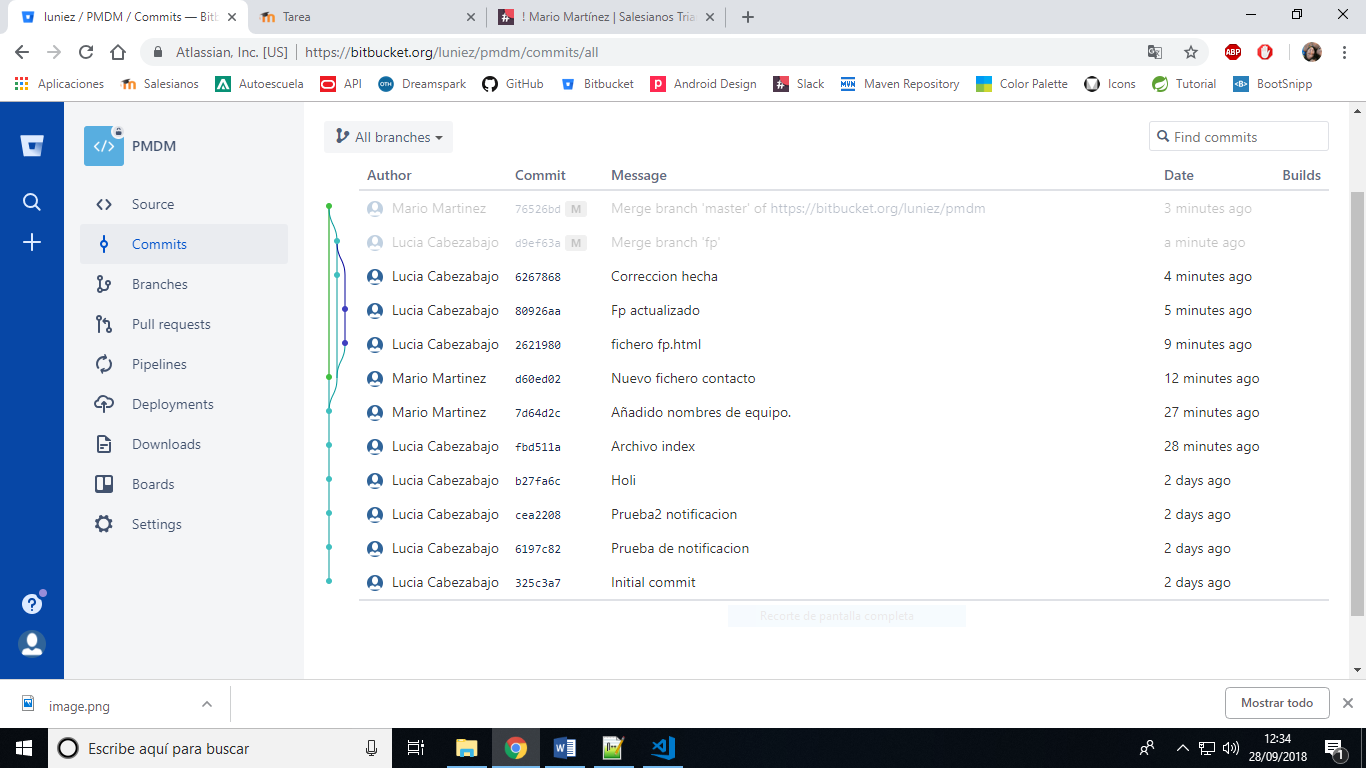 luniez / PMDM / Commits — Bitb
Tarea
! Mario Martínez | Salesianos Tria
Atlassian, Inc. [US] | https://bitbucket.org/luniez/pmdm/commits/all
ABP
Aplicaciones Salesianos Autoescuela API Dreamspark GitHub Bitbucket Android Design Slack Maven Repository Color Palette Icons Tutorial BootSnipp
PMDM
Source
Commits
Branches
Pull requests
Pipelines
Deployments
Downloads
Boards
Settings
All branches
Find commits
Author Commit Message Date Builds
Mario Martinez 76526bd M Merge branch 'master' of https://bitbucket.org/luniez/pmdm 3 minutes ago
Lucia Cabezabajo d9ef63a M Merge branch 'fp' a minute ago
Lucia Cabezabajo 6267868 Correccion hecha 4 minutes ago
Lucia Cabezabajo 80926aa Fp actualizado 5 minutes ago
Lucia Cabezabajo 2621980 fichero fp.html 9 minutes ago
Mario Martinez d60ed02 Nuevo fichero contacto 12 minutes ago
Mario Martinez 7d64d2c Añadido nombres de equipo. 27 minutes ago
Lucia Cabezabajo fbd511a Archivo index 28 minutes ago
Lucia Cabezabajo b27fa6c Holi 2 days ago
Lucia Cabezabajo cea2208 Prueba2 notificacion 2 days ago
Lucia Cabezabajo 6197c82 Prueba de notificacion 2 days ago
Lucia Cabezabajo 325c3a7 Initial commit 2 days ago
Recorte de pantalla completa
image.png
Mostrar todo
Escribe aquí para buscar
12:34
28/09/2018
1